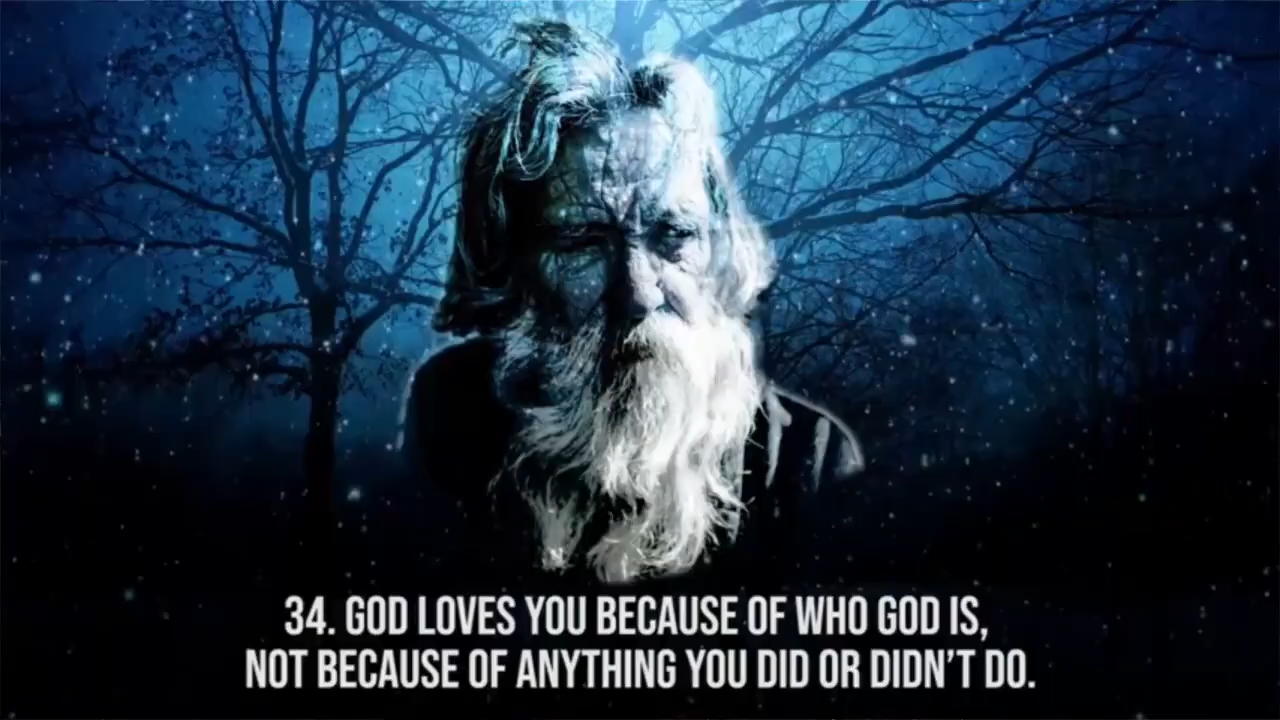 34. GOD LOVES YOU BECAUSE OF WHO GOD IS,
NOT BECAUSE OF ANYTHING YOU DID OR DIDN'T DO.